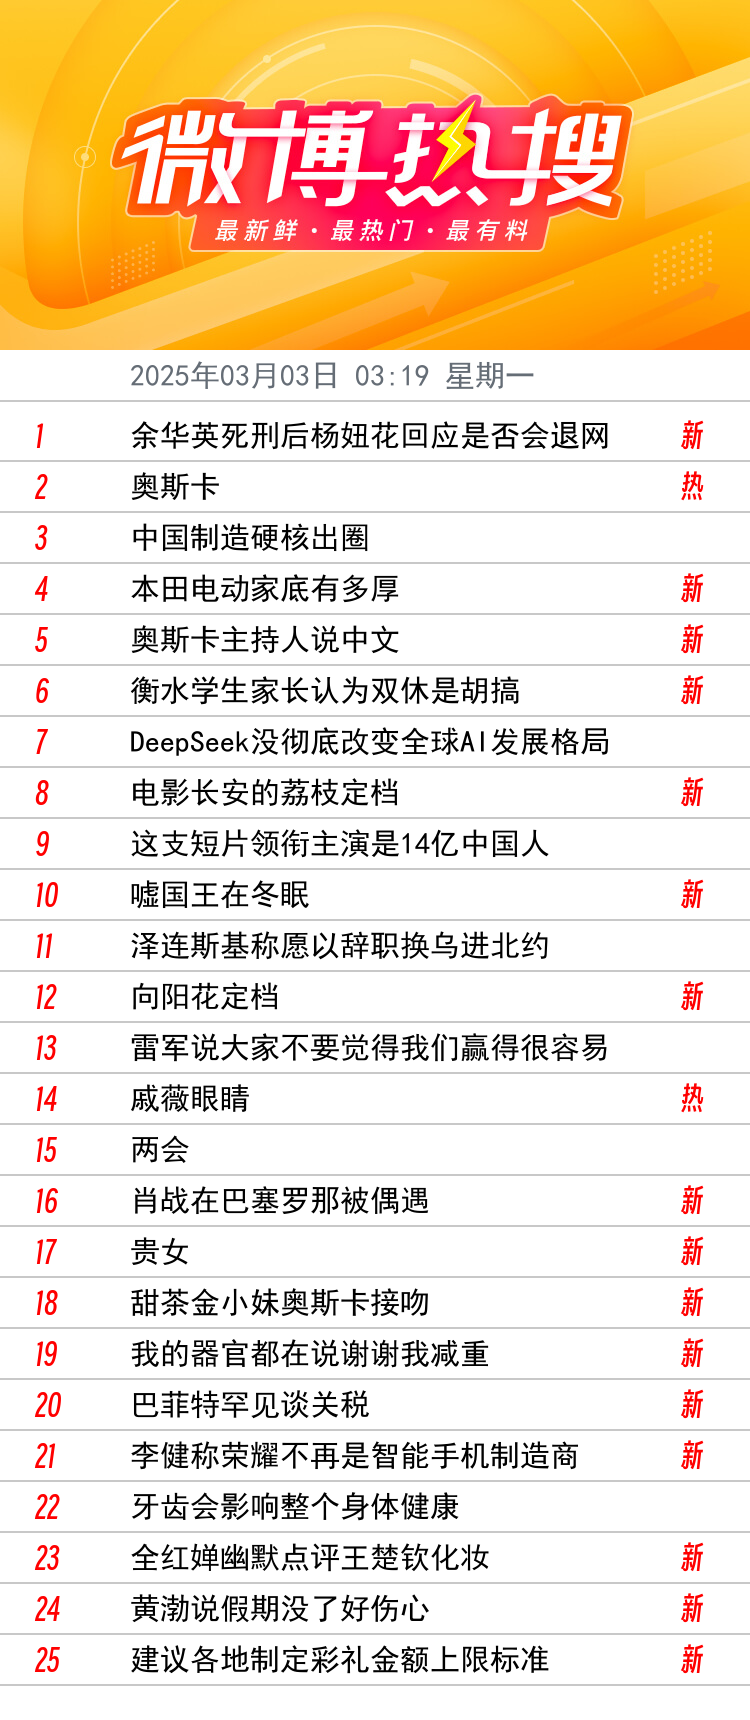 微博热搜
最新鲜·最热门·最有料
2025年03月03日 03:19 星期一
1 余华英死刑后杨妞花回应是否会退网 新
2 奥斯卡 热
3 中国制造硬核出圈
4 本田电动家底有多厚 新
5 奥斯卡主持人说中文 新
6 衡水学生家长认为双休是胡搞 新
7 DeepSeek没彻底改变全球AI发展格局
8 电影长安的荔枝定档 新
9 这支短片领衔主演是14亿中国人
10 嘘国王在冬眠 新
11 泽连斯基称愿以辞职换乌进北约
12 向阳花定档 新
13 雷军说大家不要觉得我们赢得很容易
14 戚薇眼睛 热
15 两会
16 肖战在巴塞罗那被偶遇 新
17 贵女 新
18 甜茶金小妹奥斯卡接吻 新
19 我的器官都在说谢谢我减重 新
20 巴菲特罕见谈关税 新
21 李健称荣耀不再是智能手机制造商 新
22 牙齿会影响整个身体健康
23 全红婵幽默点评王楚钦化妆 新
24 黄渤说假期没了好伤心 新
25 建议各地制定彩礼金额上限标准 新